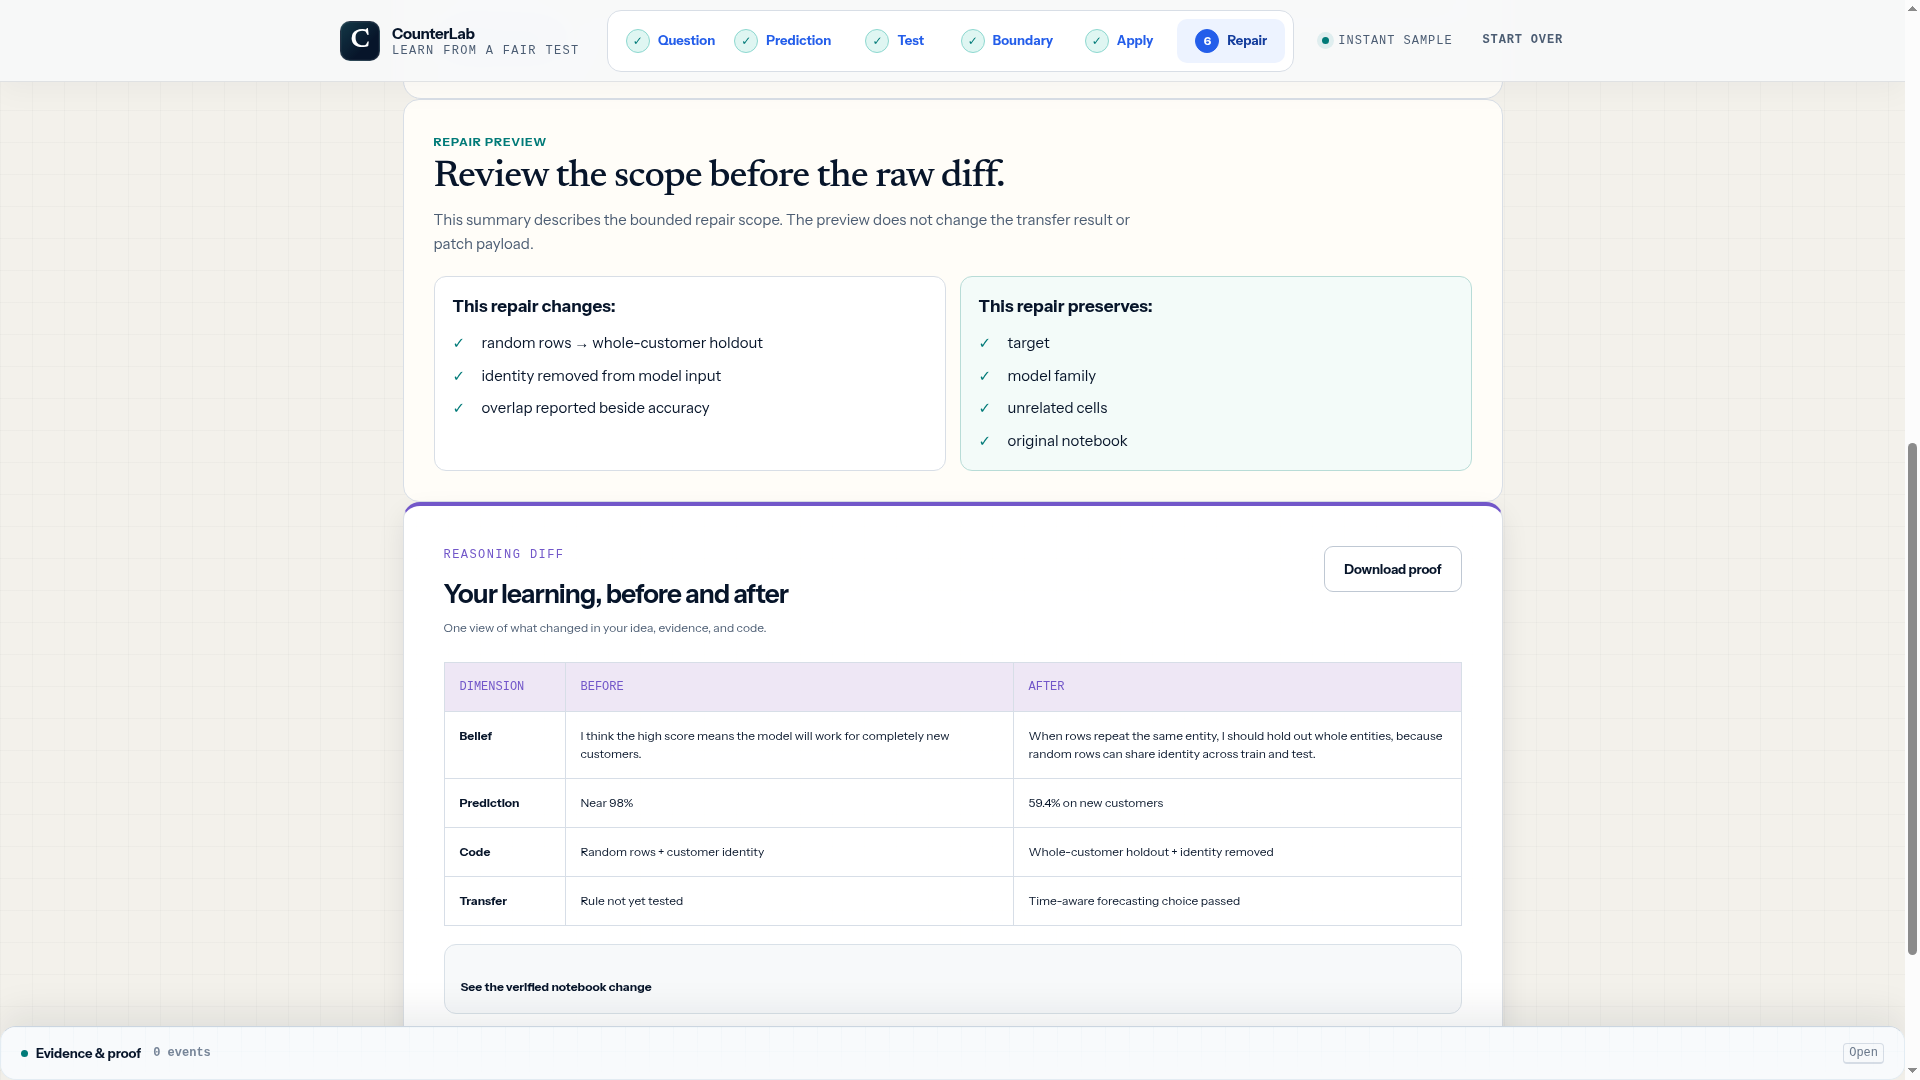 C
CounterLab
LEARN FROM A FAIR TEST
✓ Question
✓ Prediction
✓ Test
✓ Boundary
✓ Apply
6 Repair
INSTANT SAMPLE
START OVER
REPAIR PREVIEW
Review the scope before the raw diff.
This summary describes the bounded repair scope. The preview does not change the transfer result or
patch payload.
This repair changes:
✓ random rows → whole-customer holdout
✓ identity removed from model input
✓ overlap reported beside accuracy
This repair preserves:
✓ target
✓ model family
✓ unrelated cells
✓ original notebook
REASONING DIFF
Download proof
Your learning, before and after
One view of what changed in your idea, evidence, and code.
DIMENSION BEFORE AFTER
Belief
I think the high score means the model will work for completely new
customers.
When rows repeat the same entity, I should hold out whole entities, because
random rows can share identity across train and test.
Prediction Near 98% 59.4% on new customers
Code Random rows + customer identity Whole-customer holdout + identity removed
Transfer Rule not yet tested Time-aware forecasting choice passed
See the verified notebook change
Evidence & proof 0 events
Open